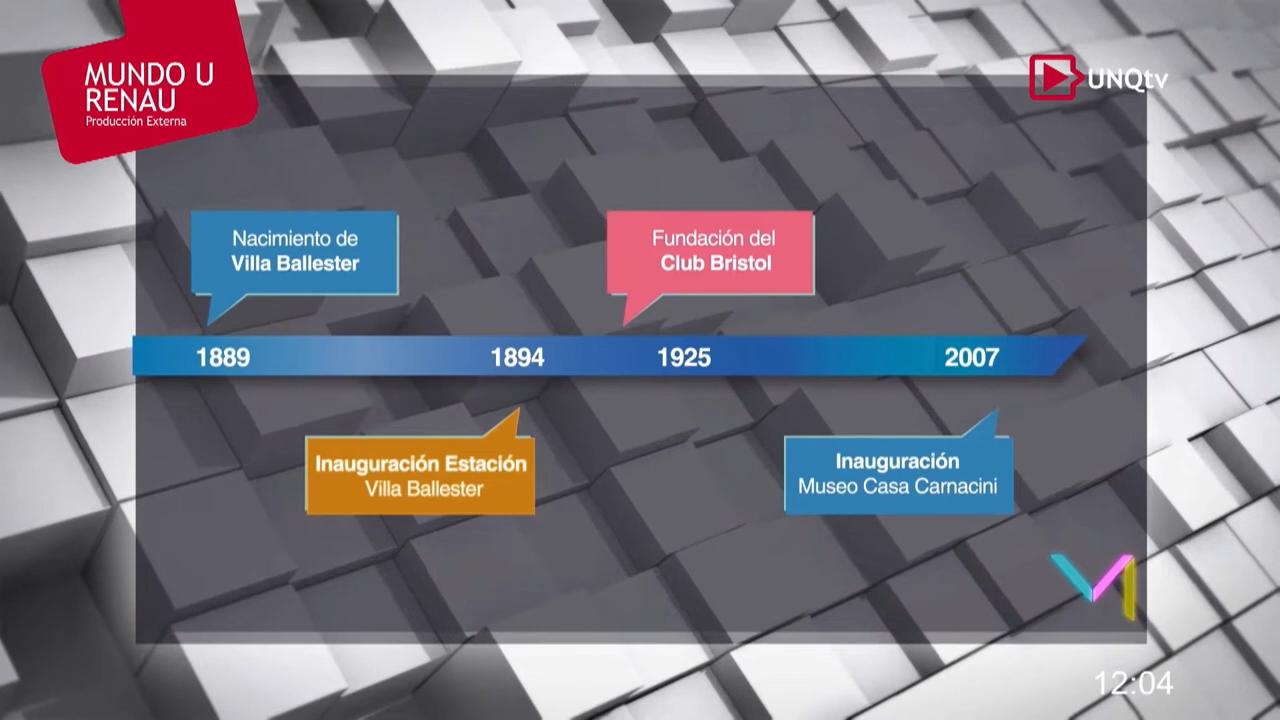 MUNDO U
RENAU
Producción Externa
UNQtv
Nacimiento de
Villa Ballester
Fundación del
Club Bristol
1889
1894
1925
2007
Inauguración Estación
Villa Ballester
Inauguración
Museo Casa Carnacini
12:04